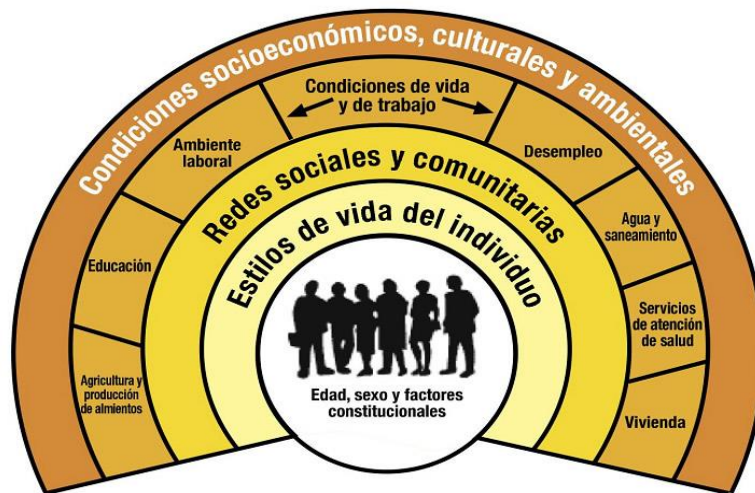 Condiciones socioeconómicos, culturales y ambientales
Condiciones de vida
y de trabajo
Ambiente
laboral
Desempleo
Educación
Agua y
saneamiento
Agricultura y
producción
de almientos
Servicios
de atención
de salud
Vivienda
Redes sociales y comunitarias
Estilos de vida del individuo
Edad, sexo y factores
constitucionales